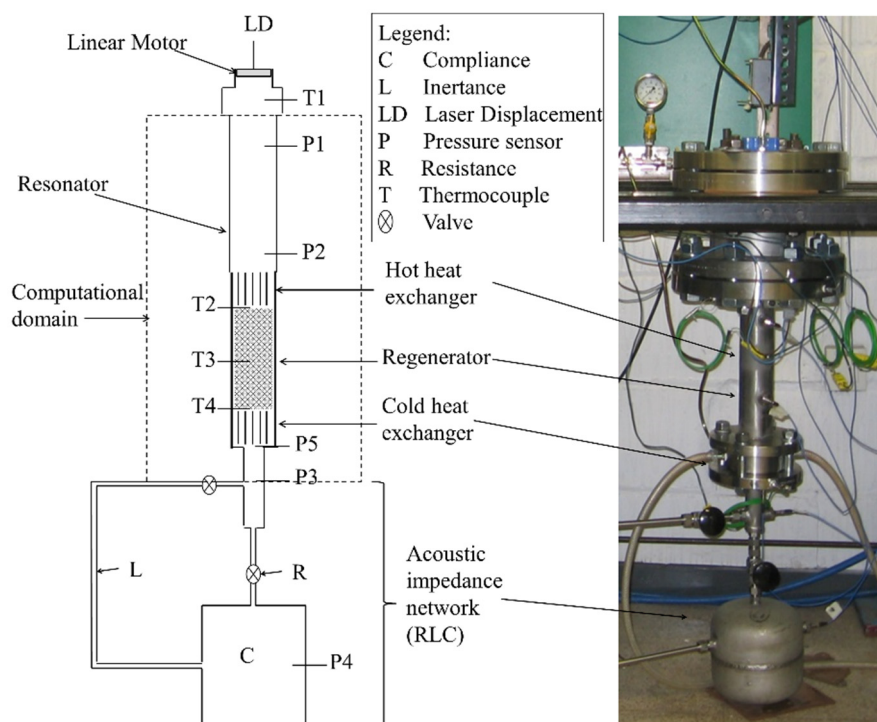 LD
Linear Motor
T1
P1
Resonator
P2
Computational
domain
T2
T3
T4
P5
P3
L
R
C
P4
Legend:
C Compliance
L Inertance
LD Laser Displacement
P Pressure sensor
R Resistance
T Thermocouple
Valve
Hot heat
exchanger
Regenerator
Cold heat
exchanger
Acoustic
impedance
network
(RLC)